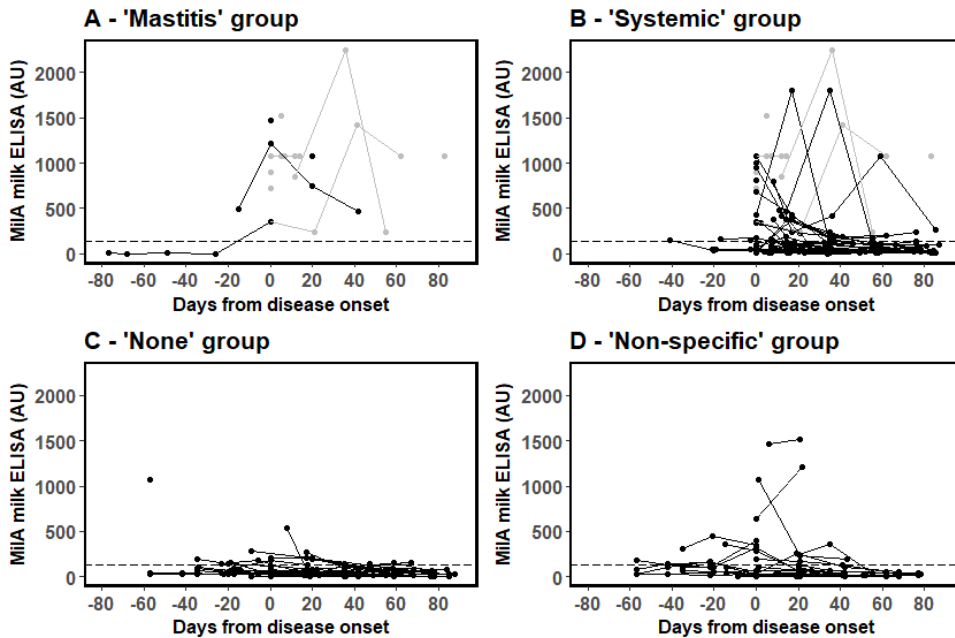 A - 'Mastitis' group
B - 'Systemic' group
MilA milk ELISA (AU)
2000
1500
1000
500
0
-80 -60 -40 -20 0 20 40 60 80
Days from disease onset
MilA milk ELISA (AU)
2000
1500
1000
500
0
-80 -60 -40 -20 0 20 40 60 80
Days from disease onset
C - 'None' group
D - 'Non-specific' group
MilA milk ELISA (AU)
2000
1500
1000
500
0
-80 -60 -40 -20 0 20 40 60 80
Days from disease onset
MilA milk ELISA (AU)
2000
1500
1000
500
0
-80 -60 -40 -20 0 20 40 60 80
Days from disease onset